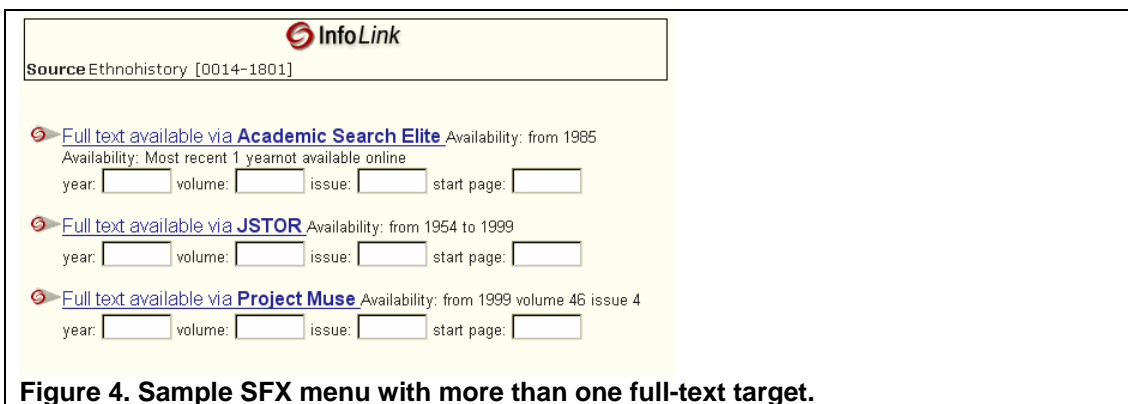 InfoLink
Source Ethnohistory [0014-1801]
Full text available via Academic Search Elite Availability: from 1985
Availability: Most recent 1 yearnot available online
year: volume: issue: start page:
Full text available via JSTOR Availability: from 1954 to 1999
year: volume: issue: start page:
Full text available via Project Muse Availability: from 1999 volume 46 issue 4
year: volume: issue: start page:
Figure 4. Sample SFX menu with more than one full-text target.